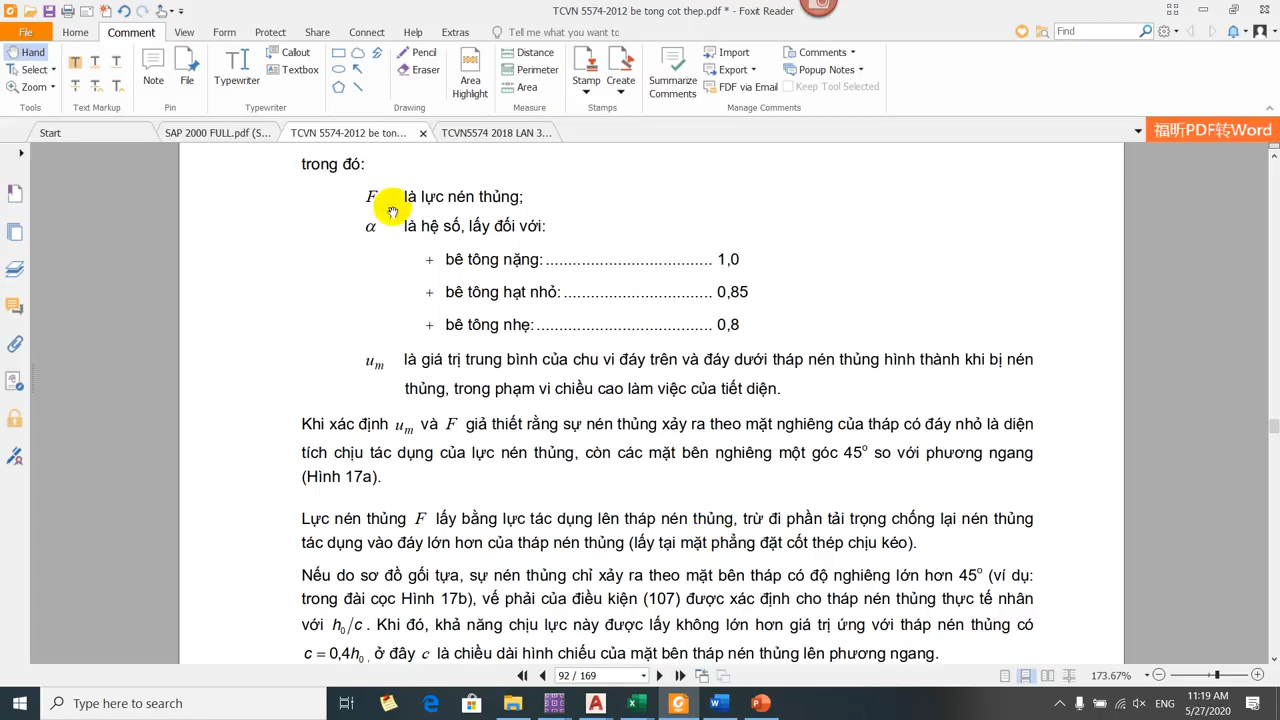 TCVN 5574-2012 be tong cot thep.pdf * - Foxit Reader
File Home Comment View Form Protect Share Connect Help Extras Tell me what you want to Find
Hand
Select
Zoom
Tools
Text Markup
Note
File
Pin
Typewriter
Callout
Textbox
Typewriter
Pencil
Eraser
Drawing
Area Highlight
Distance
Perimeter
Area
Measure
Stamp
Create
Stamps
Summarize Comments
Import
Export
FDF via Email
Comments
Popup Notes
Keep Tool Selected
Manage Comments
Start SAP 2000 FULL.pdf (S... TCVN 5574-2012 be ton... TCVN5574 2018 LAN 3... 福昕PDF转Word
trong đó:
F là lực nén thủng;
α là hệ số, lấy đối với:
+ bê tông nặng: ..................................... 1,0
+ bê tông hạt nhỏ: ................................. 0,85
+ bê tông nhẹ: ....................................... 0,8
um là giá trị trung bình của chu vi đáy trên và đáy dưới tháp nén thủng hình thành khi bị nén
thủng, trong phạm vi chiều cao làm việc của tiết diện.
Khi xác định um và F giả thiết rằng sự nén thủng xảy ra theo mặt nghiêng của tháp có đáy nhỏ là diện
tích chịu tác dụng của lực nén thủng, còn các mặt bên nghiêng một góc 45o so với phương ngang
(Hình 17a).
Lực nén thủng F lấy bằng lực tác dụng lên tháp nén thủng, trừ đi phần tải trọng chống lại nén thủng
tác dụng vào đáy lớn hơn của tháp nén thủng (lấy tại mặt phẳng đặt cốt thép chịu kéo).
Nếu do sơ đồ gối tựa, sự nén thủng chỉ xảy ra theo mặt bên tháp có độ nghiêng lớn hơn 45o (ví dụ:
trong đài cọc Hình 17b), vế phải của điều kiện (107) được xác định cho tháp nén thủng thực tế nhân
với h0/c . Khi đó, khả năng chịu lực này được lấy không lớn hơn giá trị ứng với tháp nén thủng có
c = 0,4h0 , ở đây c là chiều dài hình chiếu của mặt bên tháp nén thủng lên phương ngang.
92 / 169 173.67%
Type here to search ENG 11:19 AM
5/27/2020